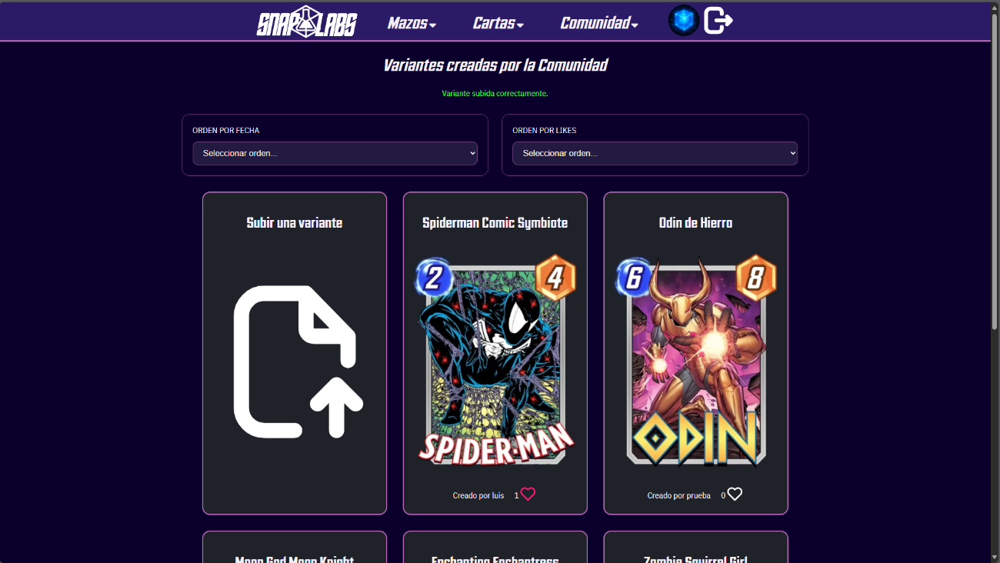 SNAP LABS
Mazos
Cartas
Comunidad
Variantes creadas por la Comunidad
Variante subida correctamente.
ORDEN POR FECHA
ORDEN POR LIKES
Seleccionar orden...
Seleccionar orden...
Subir una variante
Spiderman Comic Symbiote
Odin de Hierro
2
4
6
8
SPIDER-MAN
ODIN
Creado por luis
1
Creado por prueba
0
Moon God Moon Knight
Enchanting Enchantress
Zombie Squirrel Girl